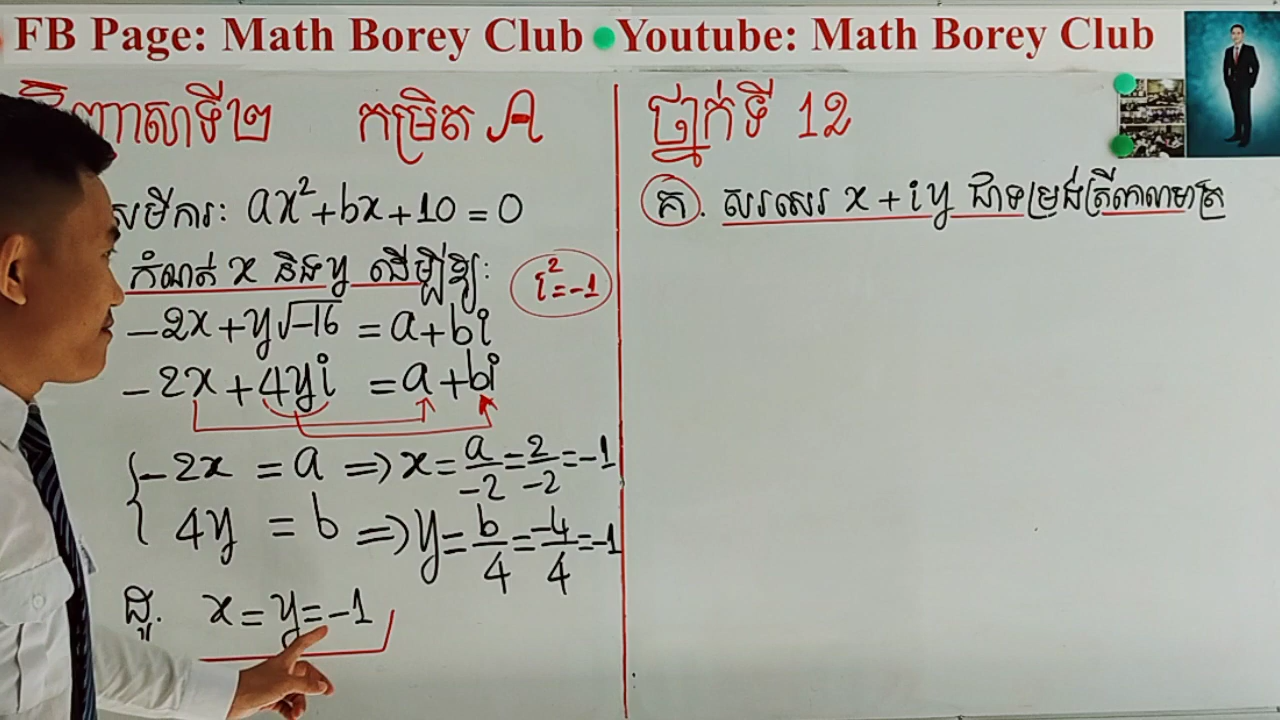 FB Page: Math Borey Club Youtube: Math Borey Club
វិញ្ញាសាទី២ កម្រិត A
សមីការ: ax²+bx+10=0
កំណត់ x និង y ដើម្បីឱ្យ:
i²=-1
-2x+y√-16 = a+bi
-2x+4yi = a+bi
-2x = a ⇒ x = a/-2 = 2/-2 = -1
4y = b ⇒ y = b/4 = -4/4 = -1
ដូ. x = y = -1
ថ្នាក់ទី 12
គ. សរសេរ x+iy ជាទម្រង់ត្រីកោណមាត្រ